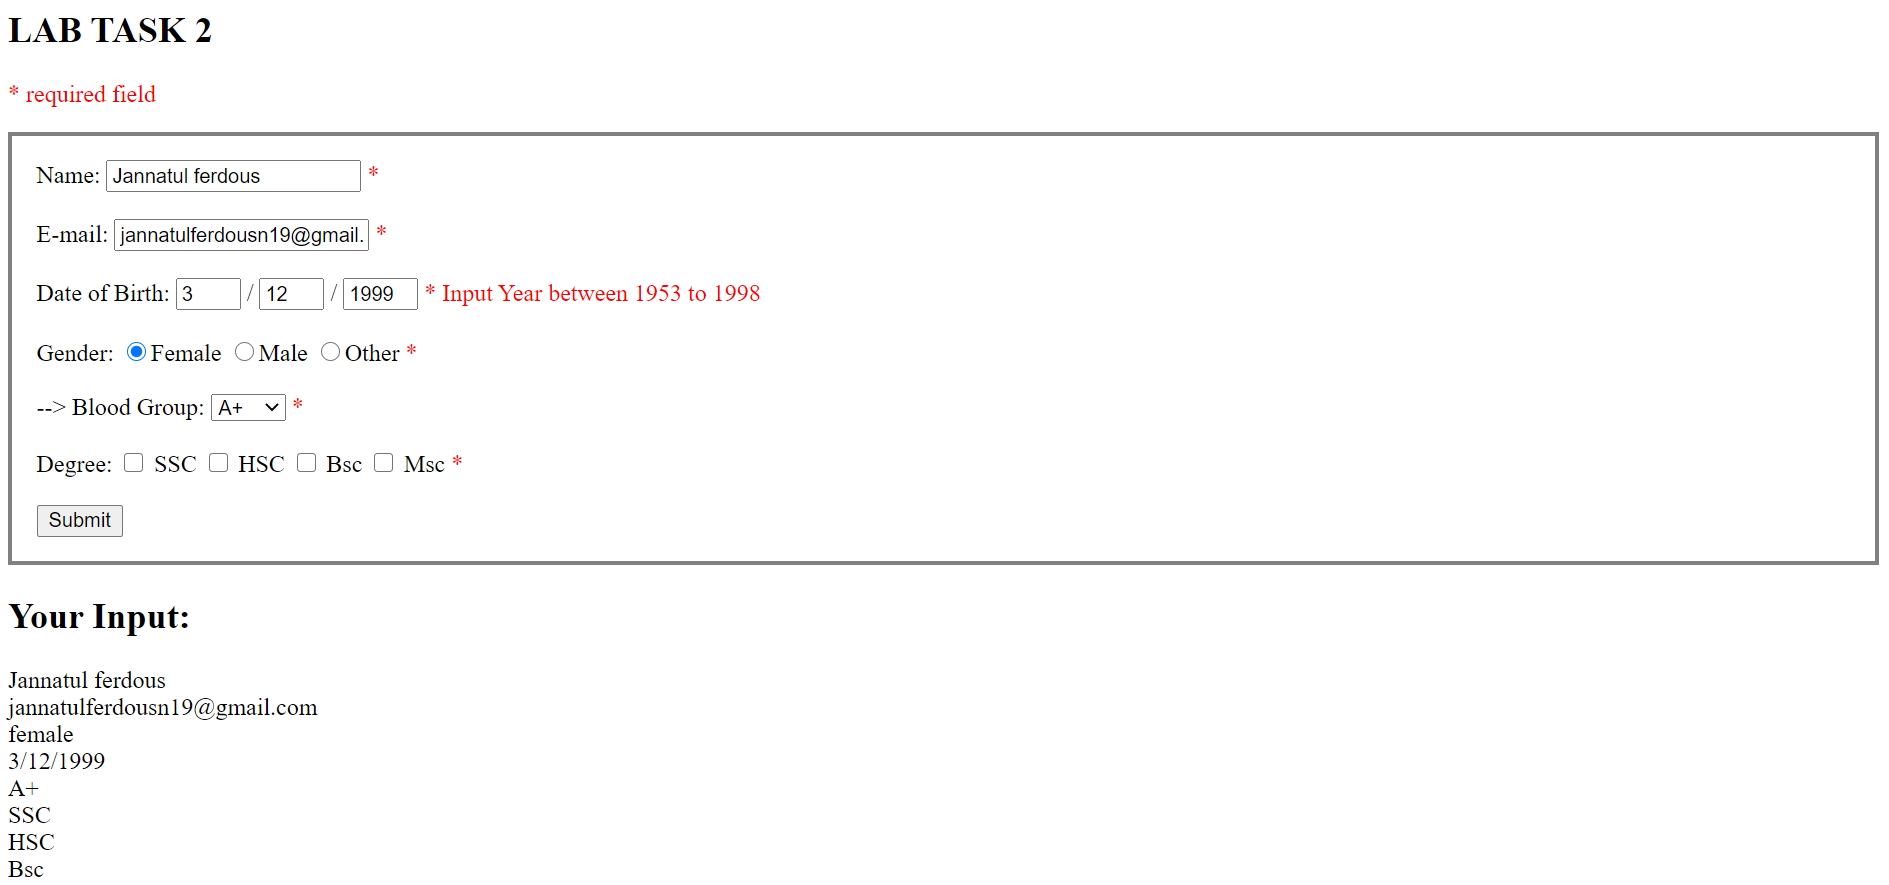 LAB TASK 2
* required field
Name: Jannatul ferdous *
E-mail: jannatulferdousn19@gmail. *
Date of Birth: 3 / 12 / 1999 * Input Year between 1953 to 1998
Gender: Female Male Other *
--> Blood Group: A+ *
Degree: SSC HSC Bsc Msc *
Submit
Your Input:
Jannatul ferdous
jannatulferdousn19@gmail.com
female
3/12/1999
A+
SSC
HSC
Bsc